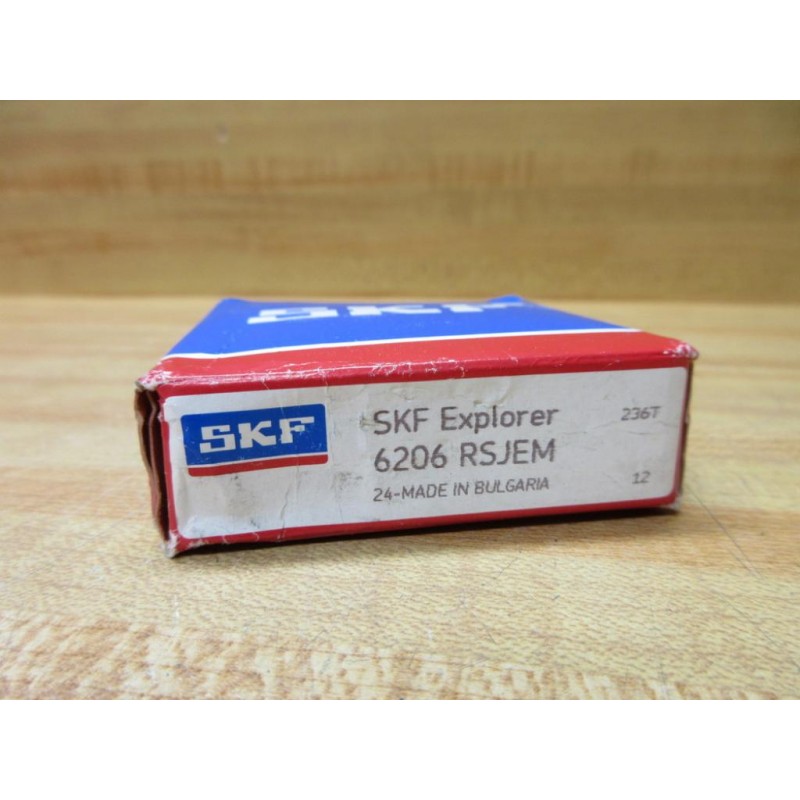 SKF
SKF
SKF Explorer
236T
6206 RSJEM
24-MADE IN BULGARIA
12